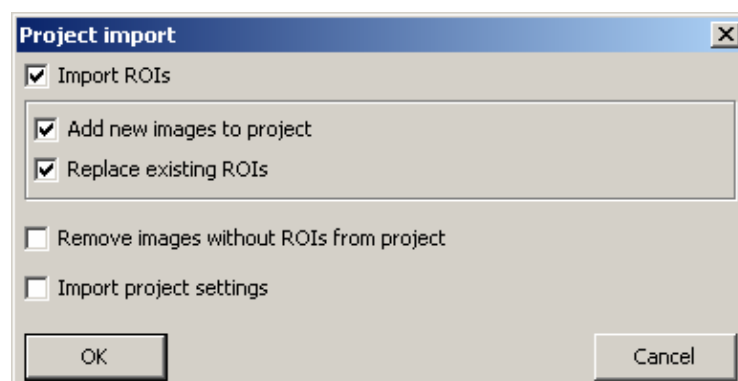 Project import
Import ROIs
Add new images to project
Replace existing ROIs
Remove images without ROIs from project
Import project settings
OK
Cancel